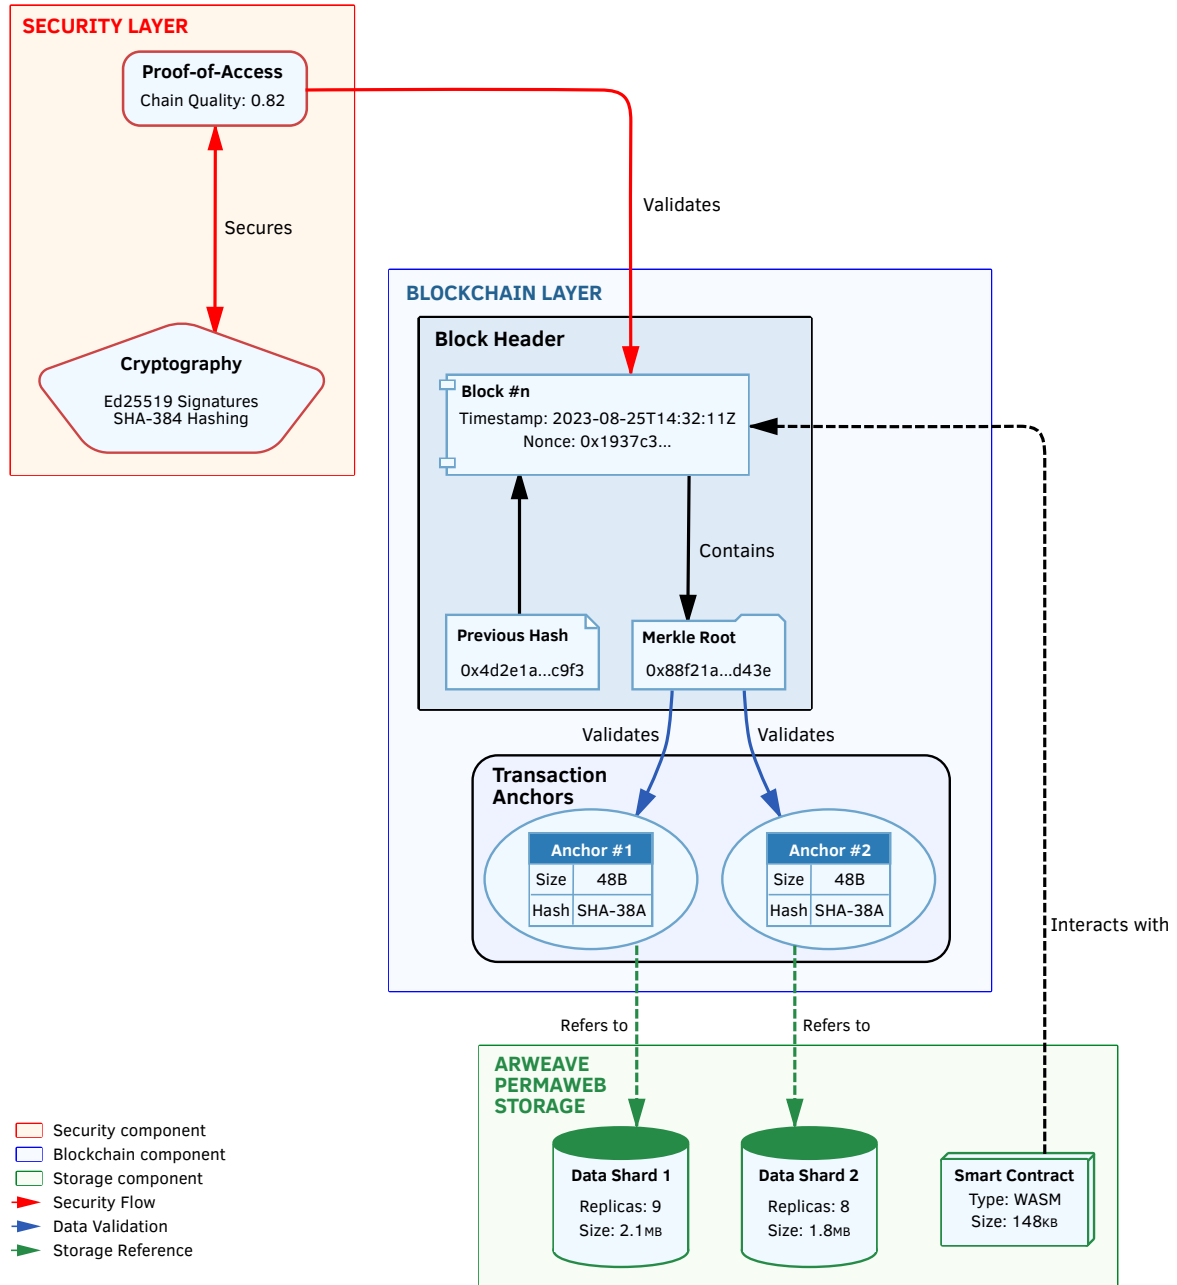 SECURITY LAYER
Proof-of-Access
Chain Quality: 0.82
Secures
Cryptography
Ed25519 Signatures
SHA-384 Hashing
Validates
BLOCKCHAIN LAYER
Block Header
Block #n
Timestamp: 2023-08-25T14:32:11Z
Nonce: 0x1937c3...
Contains
Previous Hash
0x4d2e1a...c9f3
Merkle Root
0x88f21a...d43e
Validates
Validates
Transaction
Anchors
Anchor #1
Size 48B
Hash SHA-38A
Anchor #2
Size 48B
Hash SHA-38A
Interacts with
Refers to
Refers to
ARWEAVE
PERMAWEB
STORAGE
Data Shard 1
Replicas: 9
Size: 2.1MB
Data Shard 2
Replicas: 8
Size: 1.8MB
Smart Contract
Type: WASM
Size: 148KB
Security component
Blockchain component
Storage component
Security Flow
Data Validation
Storage Reference